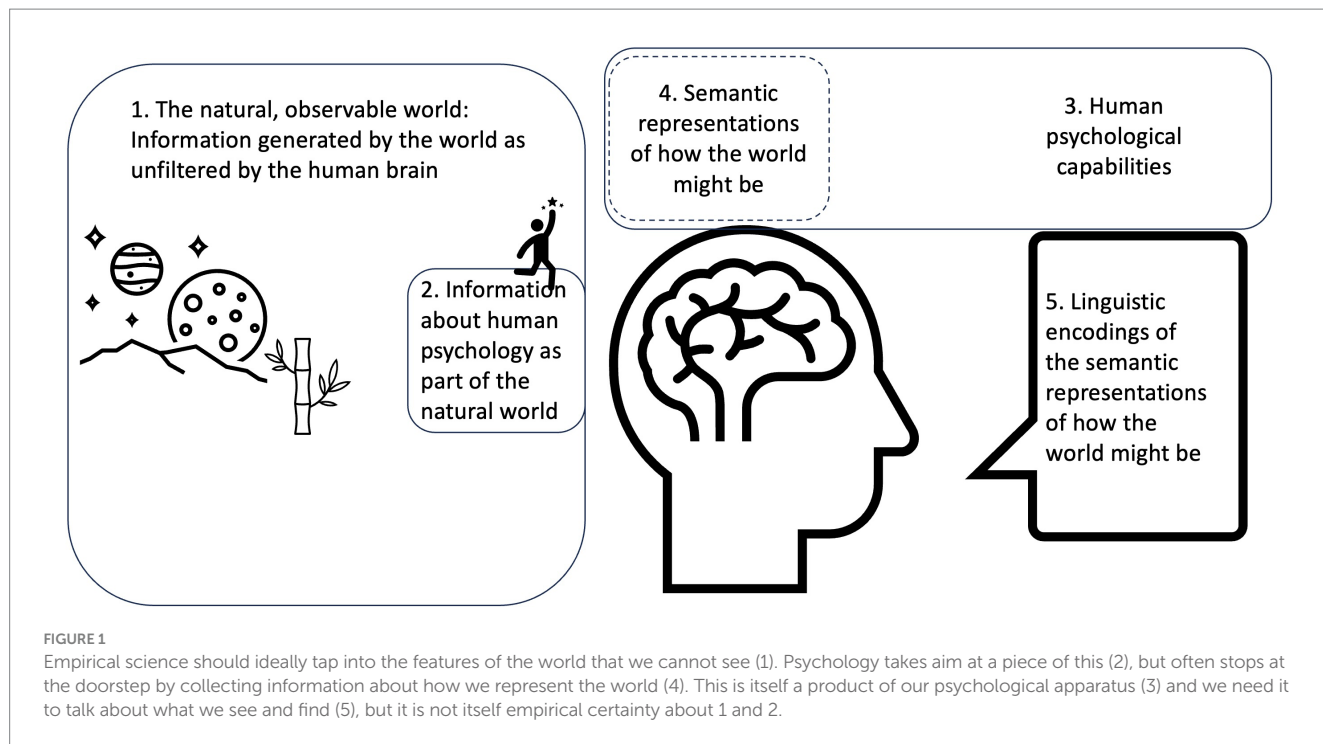 1. The natural, observable world:
Information generated by the world as
unfiltered by the human brain
2. Information
about human
psychology as
part of the
natural world
4. Semantic
representations
of how the world
might be
3. Human
psychological
capabilities
5. Linguistic
encodings of
the semantic
representations
of how the
world might be
FIGURE 1
Empirical science should ideally tap into the features of the world that we cannot see (1). Psychology takes aim at a piece of this (2), but often stops at
the doorstep by collecting information about how we represent the world (4). This is itself a product of our psychological apparatus (3) and we need it
to talk about what we see and find (5), but it is not itself empirical certainty about 1 and 2.